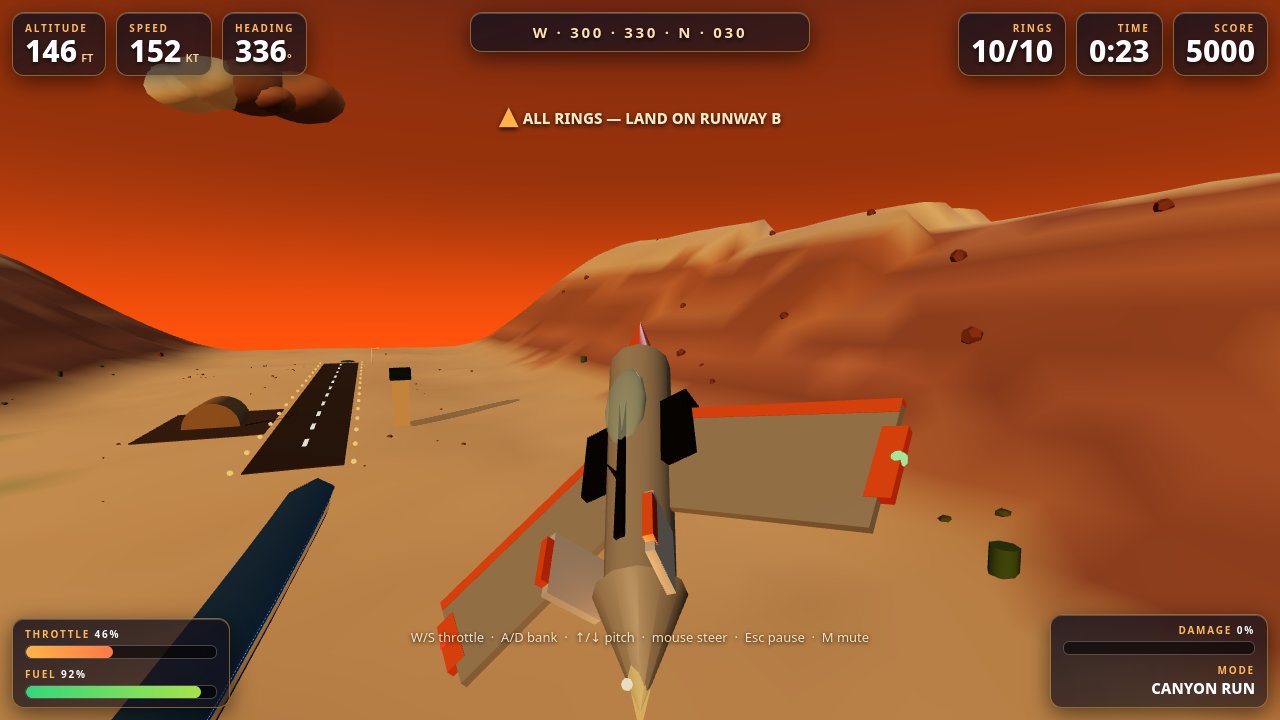 ALTITUDE
146 FT
SPEED
152 KT
HEADING
336°
W · 300 · 330 · N · 030
RINGS
10/10
TIME
0:23
SCORE
5000
ALL RINGS — LAND ON RUNWAY B
W/S throttle · A/D bank · ↑/↓ pitch · mouse steer · Esc pause · M mute
THROTTLE 46%
FUEL 92%
DAMAGE 0%
MODE
CANYON RUN